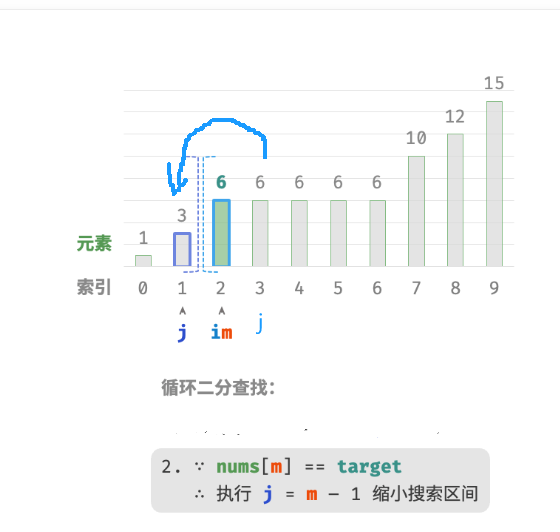 15
12
10
6 6 6 6 6
3
1
元素
索引 0 1 2 3 4 5 6 7 8 9
j im j
循环二分查找：
2. ∵ nums[m] == target
∴ 执行 j = m − 1 缩小搜索区间